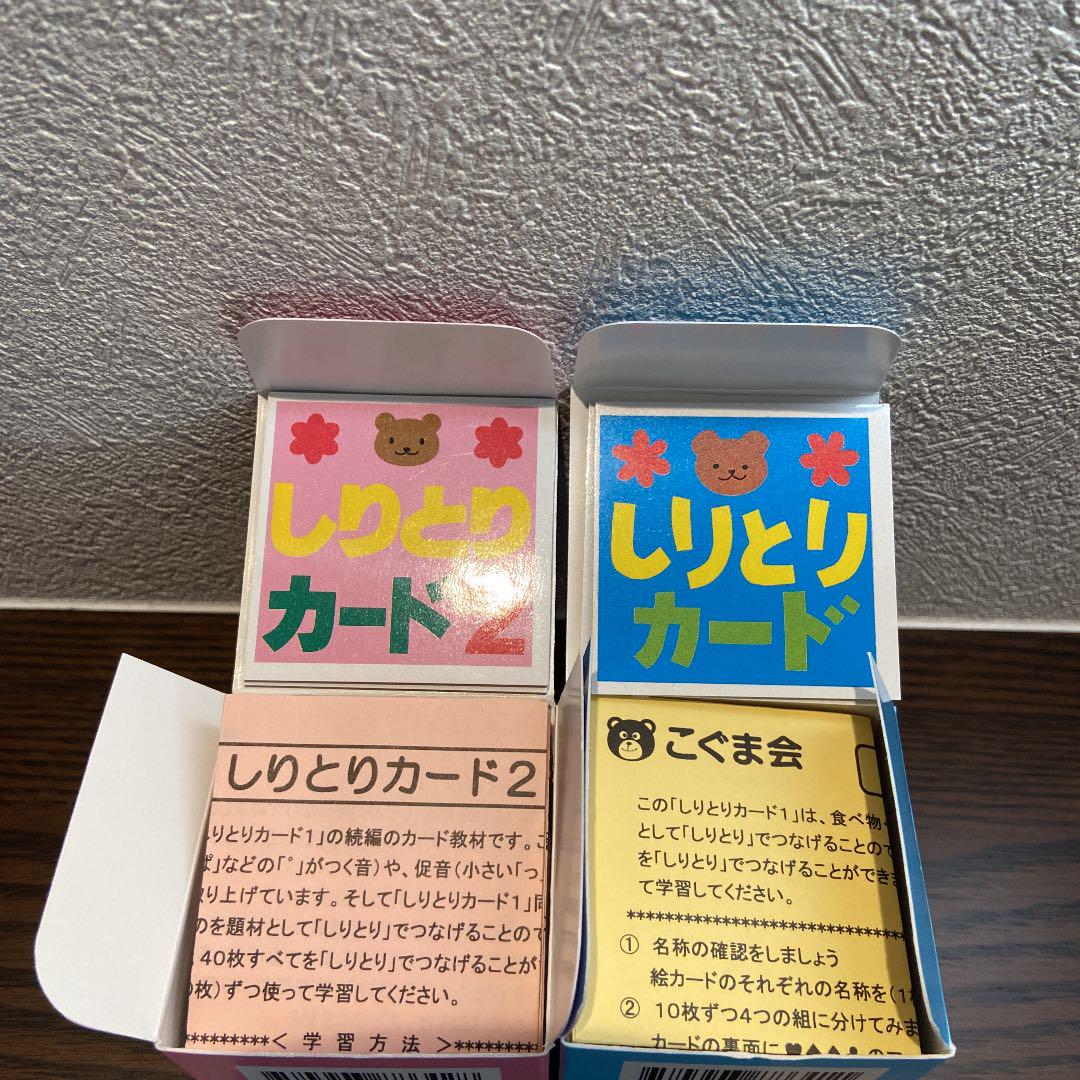 しりとり
カード2
しりとり
カード
しりとりカード2
りとりカード1」の続編のカード教材です。
ぱ」などの「゜」がつく音)や、促音(小さい「っ」
り上げています。そして「しりとりカード1」同
のを題材として「しりとり」でつなげることので
40枚すべてを「しりとり」でつなげることが
枚)ずつ使って学習してください。
**************<学習方法>**************
こぐま会
この「しりとりカード1」は、食べ物
として「しりとり」でつなげることので
を「しりとり」でつなげることができま
て学習してください。
******************************
① 名称の確認をしましょう
絵カードのそれぞれの名称を(1
② 10枚ずつ4つの組に分けてみま
カードの裏面に♥♠♣